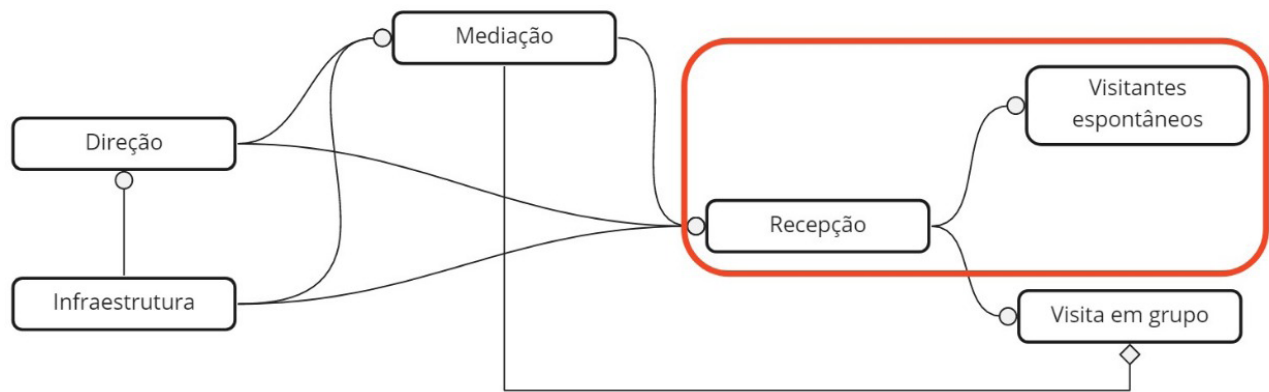 Mediação
Visitantes
espontâneos
Direção
Recepção
Infraestrutura
Visita em grupo